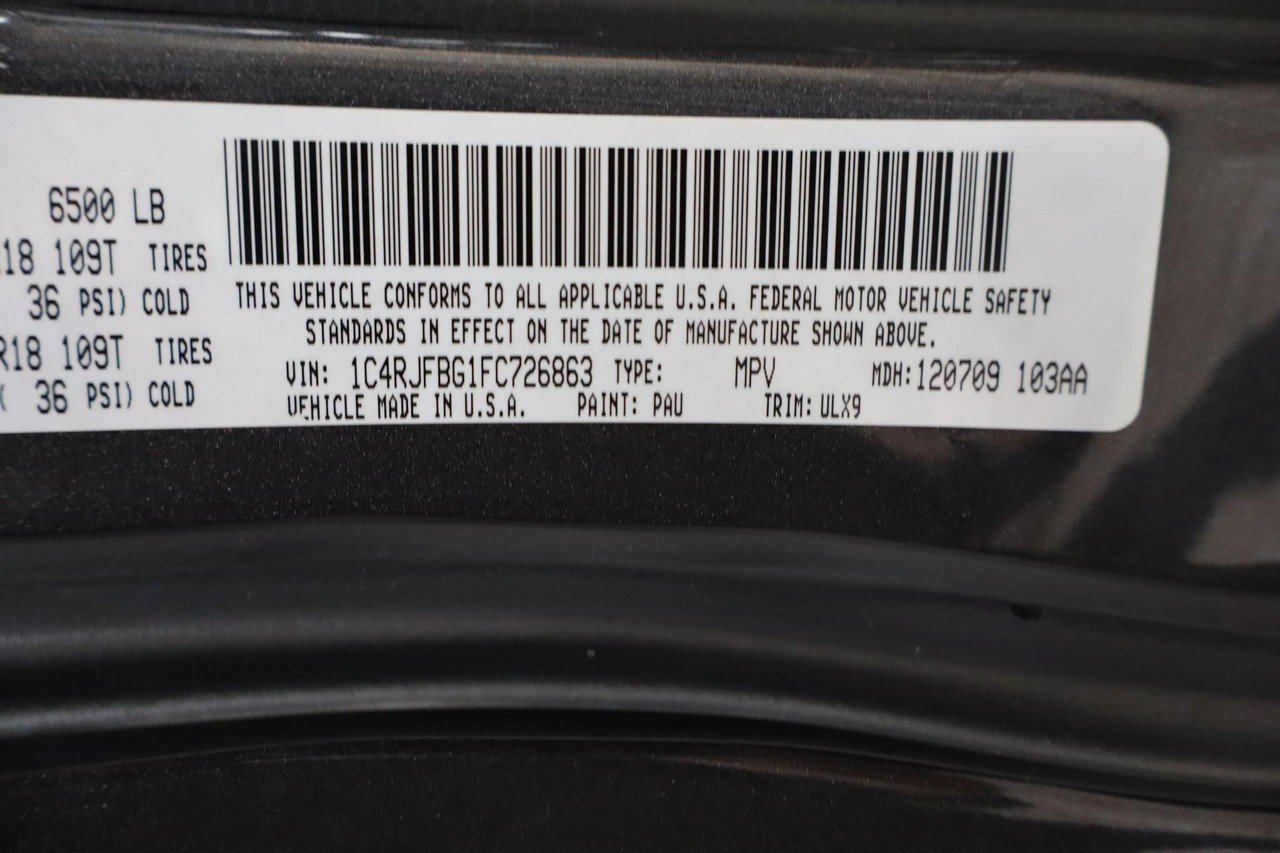 6500 LB
R18 109T TIRES
36 PSI) COLD
R18 109T TIRES
( 36 PSI) COLD
THIS VEHICLE CONFORMS TO ALL APPLICABLE U.S.A. FEDERAL MOTOR VEHICLE SAFETY
STANDARDS IN EFFECT ON THE DATE OF MANUFACTURE SHOWN ABOVE.
VIN: 1C4RJFBG1FC726863 TYPE: MPV MDH: 120709 103AA
VEHICLE MADE IN U.S.A. PAINT: PAU TRIM: ULX9